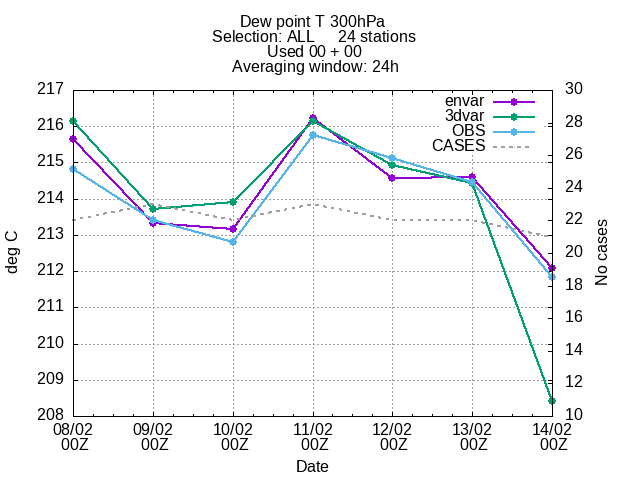 Dew point T 300hPa
Selection: ALL 24 stations
Used 00 + 00
Averaging window: 24h
217
216
215
214
213
212
211
210
209
208
deg C
30
28
26
24
22
20
18
16
14
12
10
No cases
envar
3dvar
OBS
CASES
08/02 09/02 10/02 11/02 12/02 13/02 14/02
00Z 00Z 00Z 00Z 00Z 00Z 00Z
Date